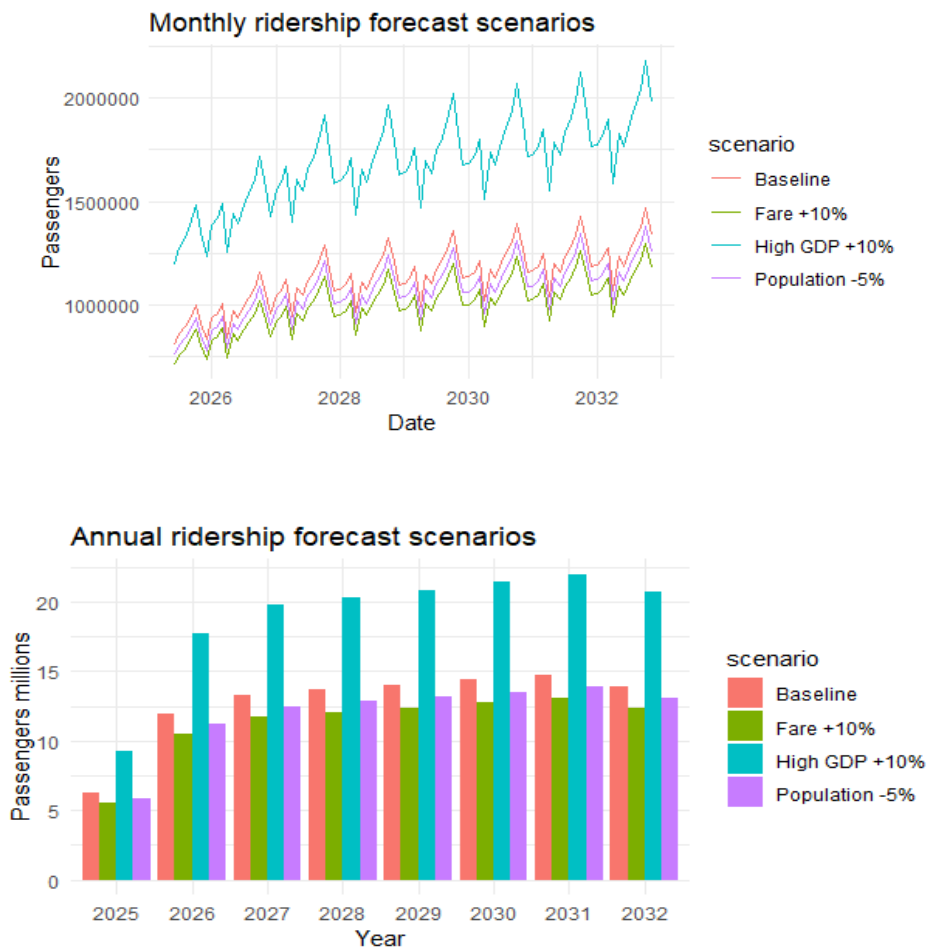 Monthly ridership forecast scenarios
Passengers
2000000
1500000
1000000
2026 2028 2030 2032
Date
scenario
Baseline
Fare +10%
High GDP +10%
Population -5%
Annual ridership forecast scenarios
Passengers millions
20
15
10
5
0
2025 2026 2027 2028 2029 2030 2031 2032
Year
scenario
Baseline
Fare +10%
High GDP +10%
Population -5%